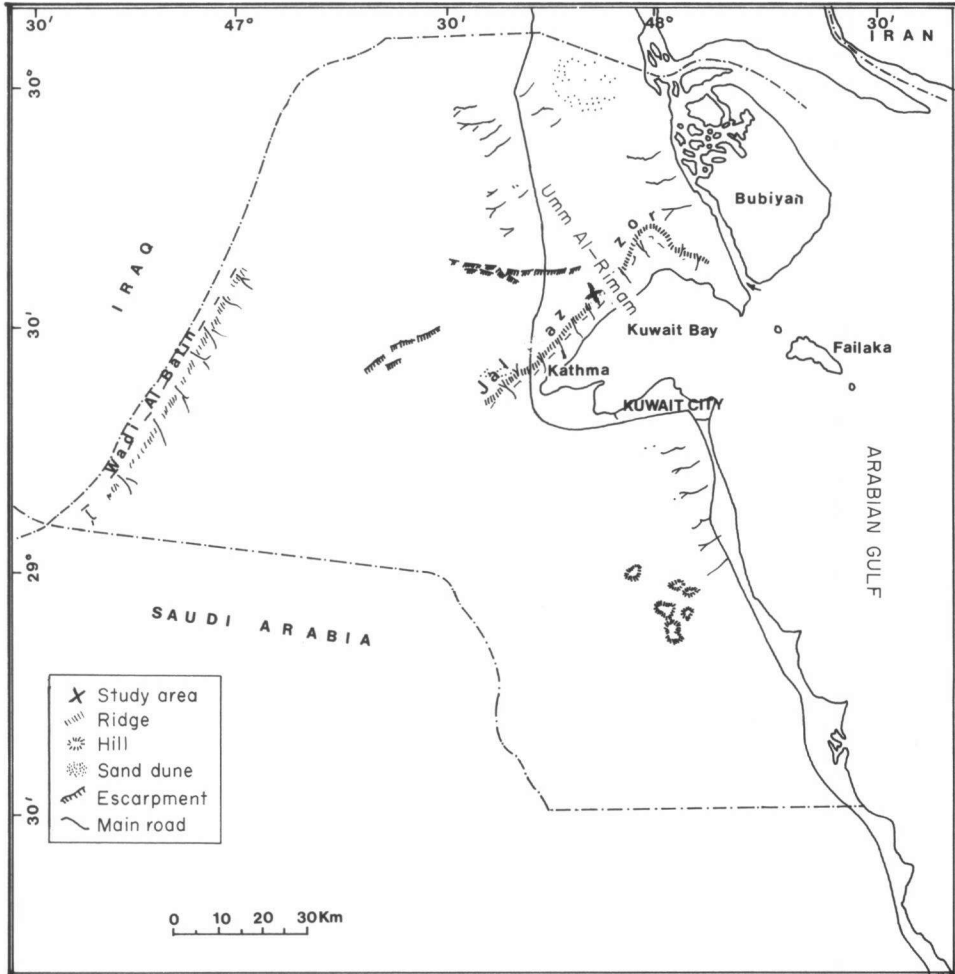 30'
47°
30'
48°
30'
IRAN
30°
Bubiyan
IRAQ
Umm Al-Rimam
Jal az zor
30'
Kuwait Bay
Failaka
Kathma
Wadi Al Batin
KUWAIT CITY
ARABIAN GULF
29°
SAUDI ARABIA
Study area
Ridge
Hill
Sand dune
Escarpment
Main road
30'
0 10 20 30Km